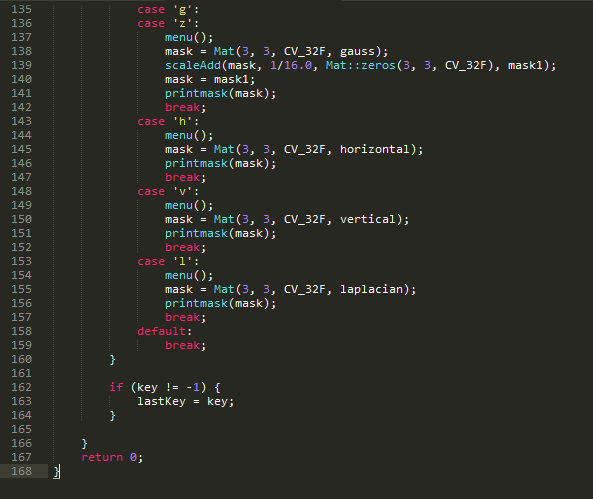 135 case 'g':
136 case 'z':
137 menu();
138 mask = Mat(3, 3, CV_32F, gauss);
139 scaleAdd(mask, 1/16.0, Mat::zeros(3, 3, CV_32F), mask1);
140 mask = mask1;
141 printmask(mask);
142 break;
143 case 'h':
144 menu();
145 mask = Mat(3, 3, CV_32F, horizontal);
146 printmask(mask);
147 break;
148 case 'v':
149 menu();
150 mask = Mat(3, 3, CV_32F, vertical);
151 printmask(mask);
152 break;
153 case 'l':
154 menu();
155 mask = Mat(3, 3, CV_32F, laplacian);
156 printmask(mask);
157 break;
158 default:
159 break;
160 }
161
162 if (key != -1) {
163 lastKey = key;
164 }
165
166 }
167 return 0;
168 }